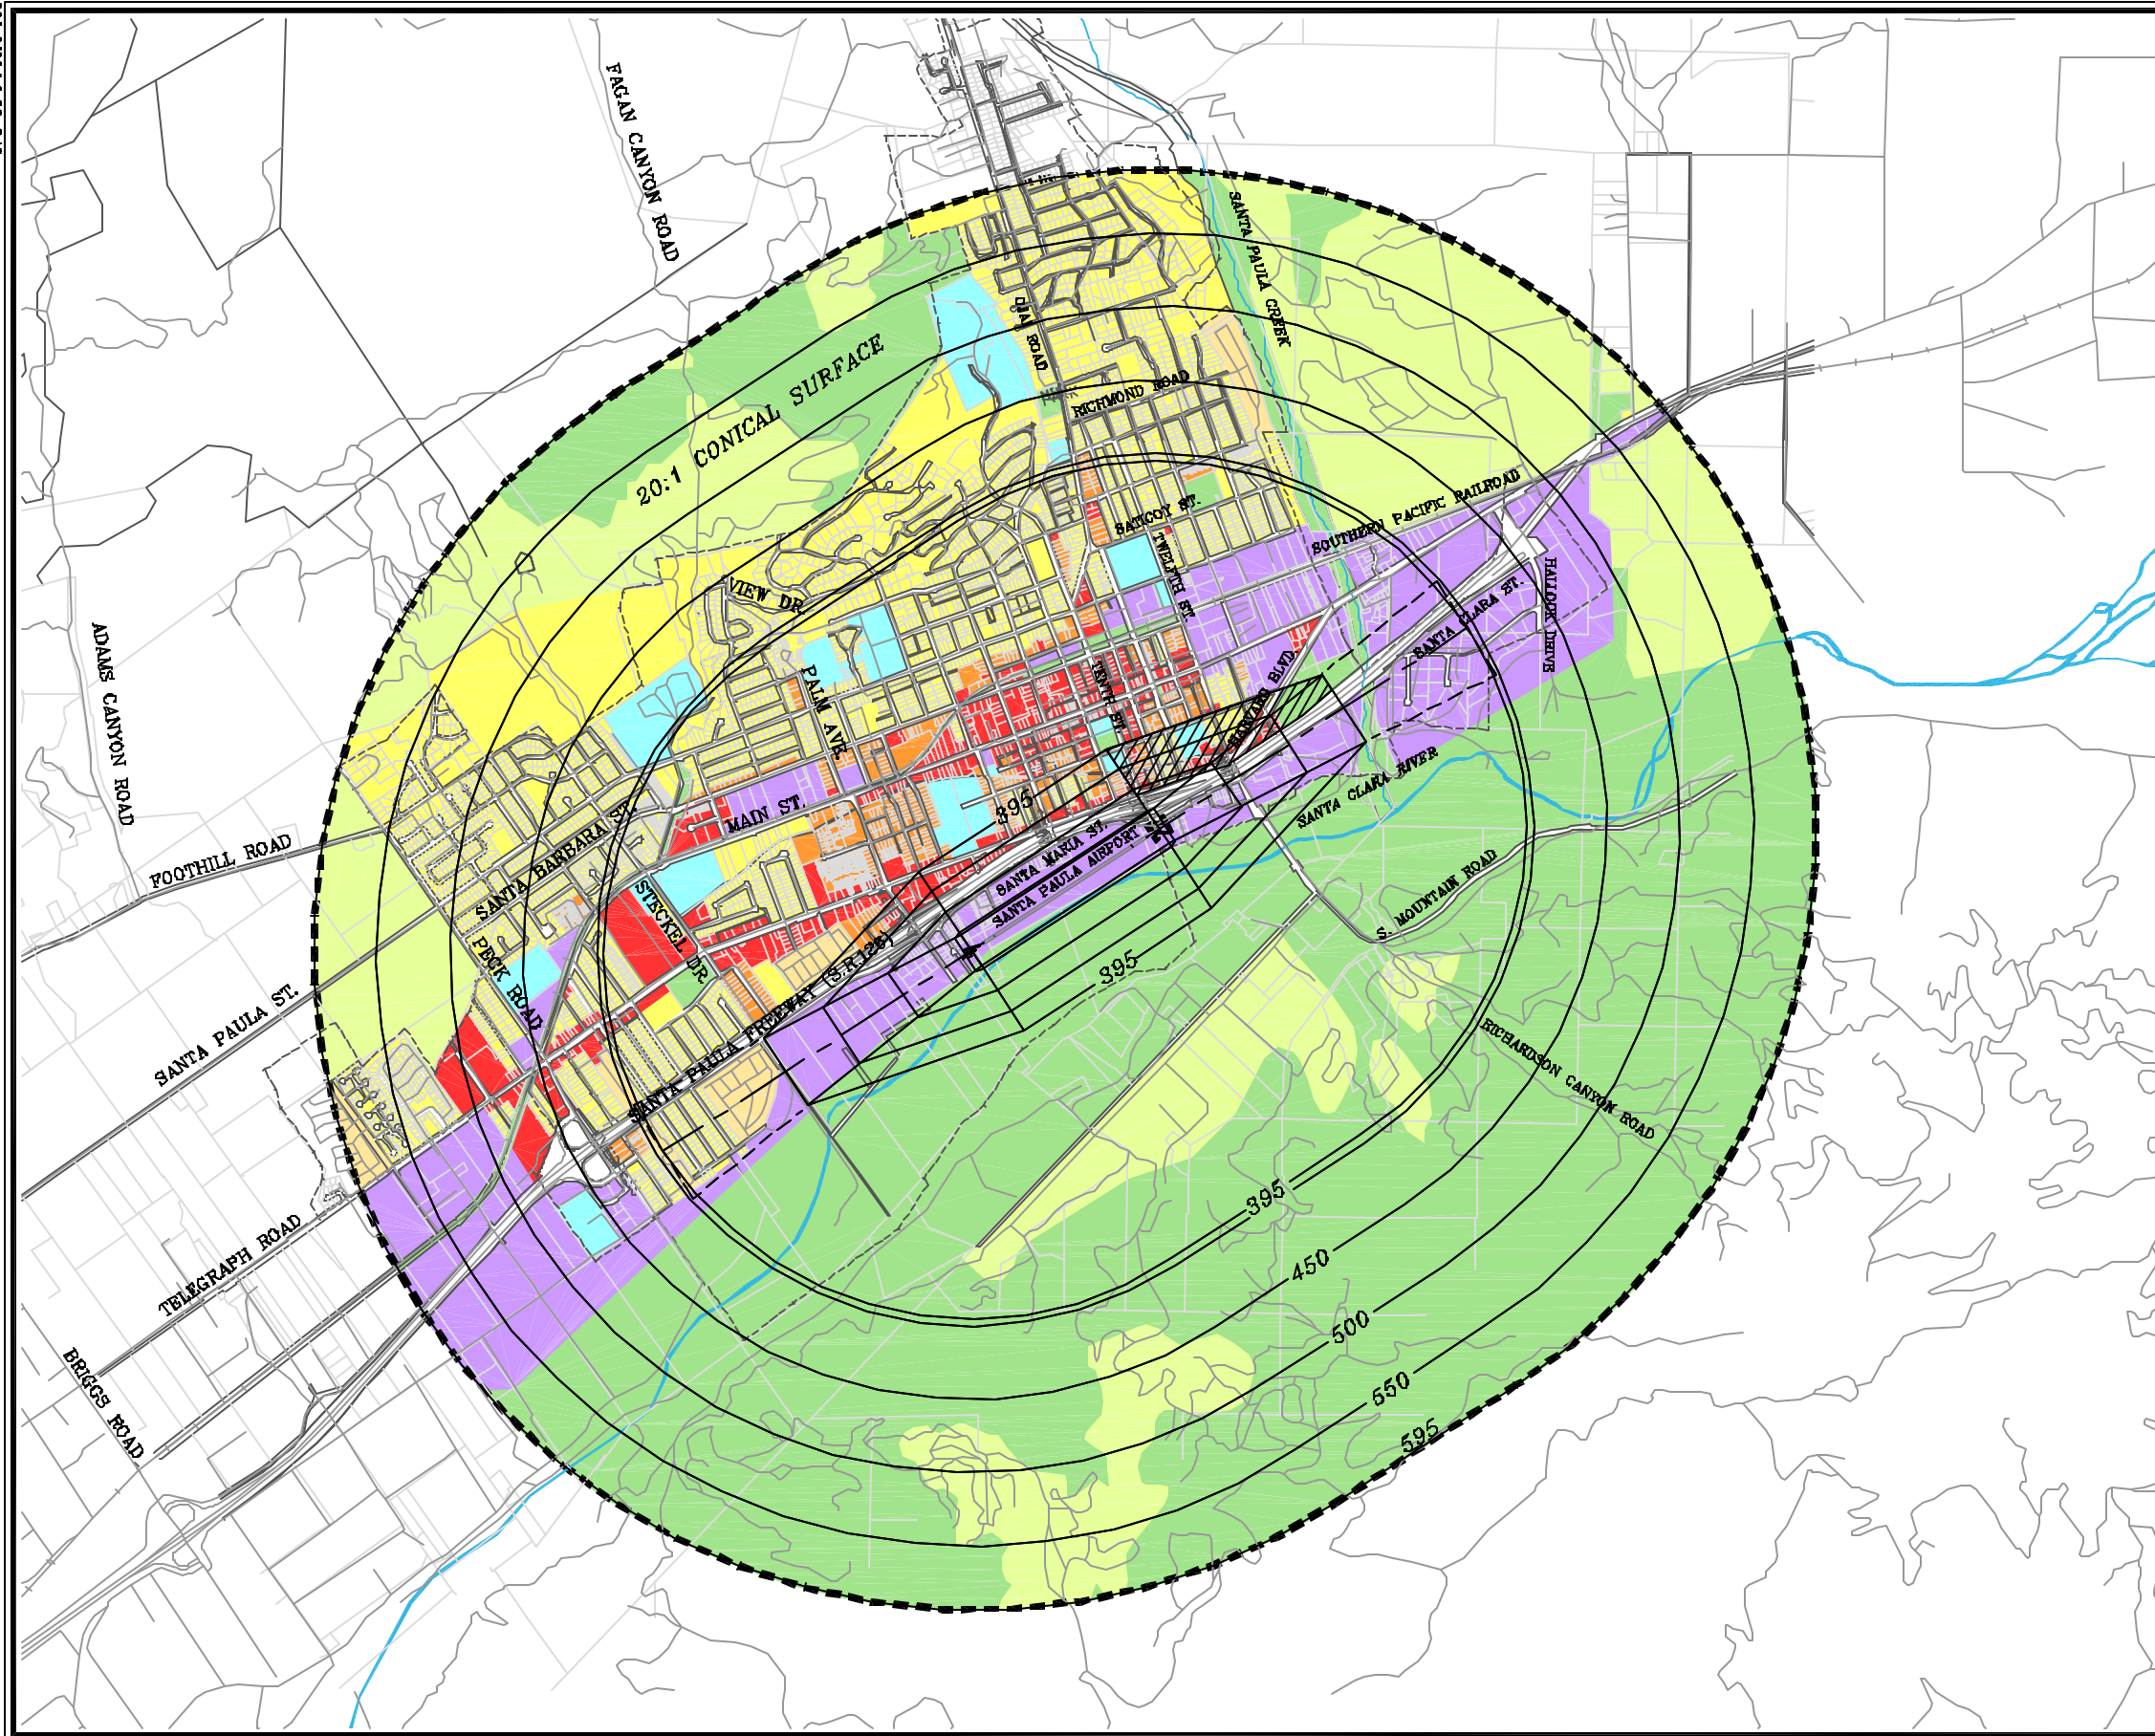 FAGAN CANYON ROAD
SANTA PAULA CREEK
OJAI ROAD
20:1 CONICAL SURFACE
RICHMOND ROAD
SATICOY ST.
SOUTHERN PACIFIC RAILROAD
TWELFTH ST.
VIEW DR.
HALLOCK DRIVE
SANTA CLARA ST.
ADAMS CANYON ROAD
PALM AVE.
TENTH ST.
HARVARD BLVD.
395
MAIN ST.
SANTA CLARA RIVER
SANTA BARBARA ST.
SANTA MARIA ST.
SANTA PAULA AIRPORT
FOOTHILL ROAD
STECKEL DR.
S. MOUNTAIN ROAD
PECK ROAD
395
SANTA PAULA FREEWAY (S.R.126)
SANTA PAULA ST.
RICHARDSON CANYON ROAD
395
TELEGRAPH ROAD
450
500
BRIGGS ROAD
550
595